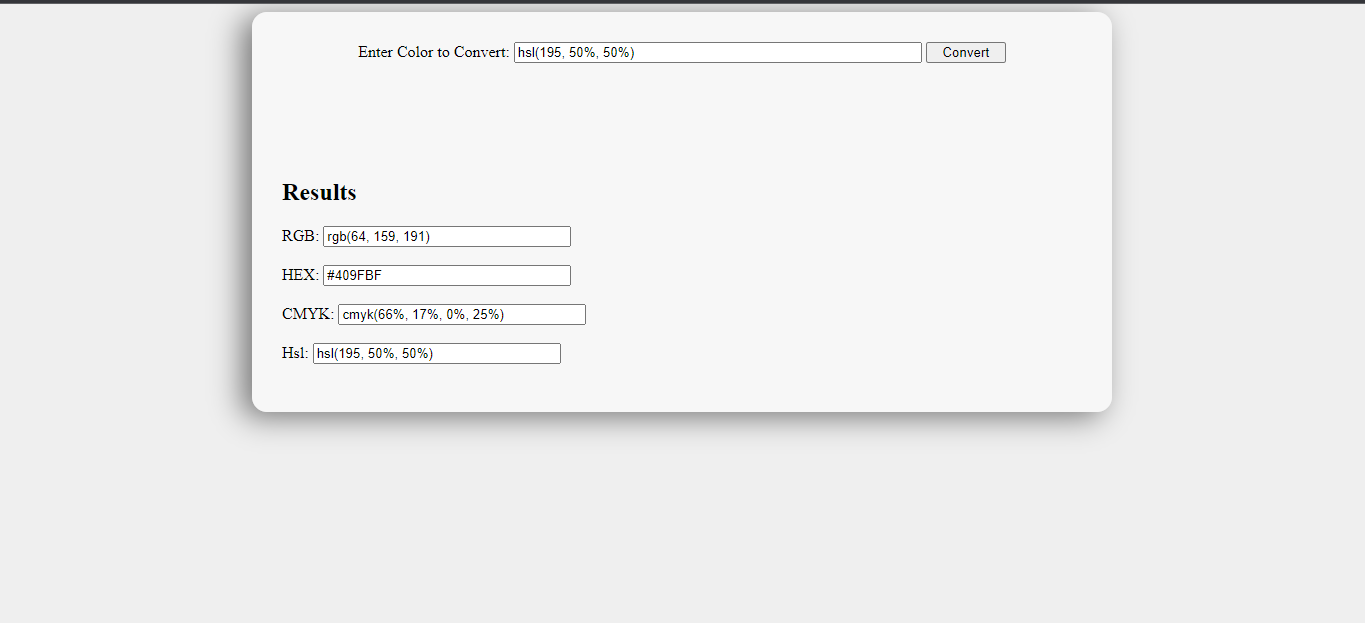 Enter Color to Convert: hsl(195, 50%, 50%) Convert
Results
RGB: rgb(64, 159, 191)
HEX: #409FBF
CMYK: cmyk(66%, 17%, 0%, 25%)
Hsl: hsl(195, 50%, 50%)